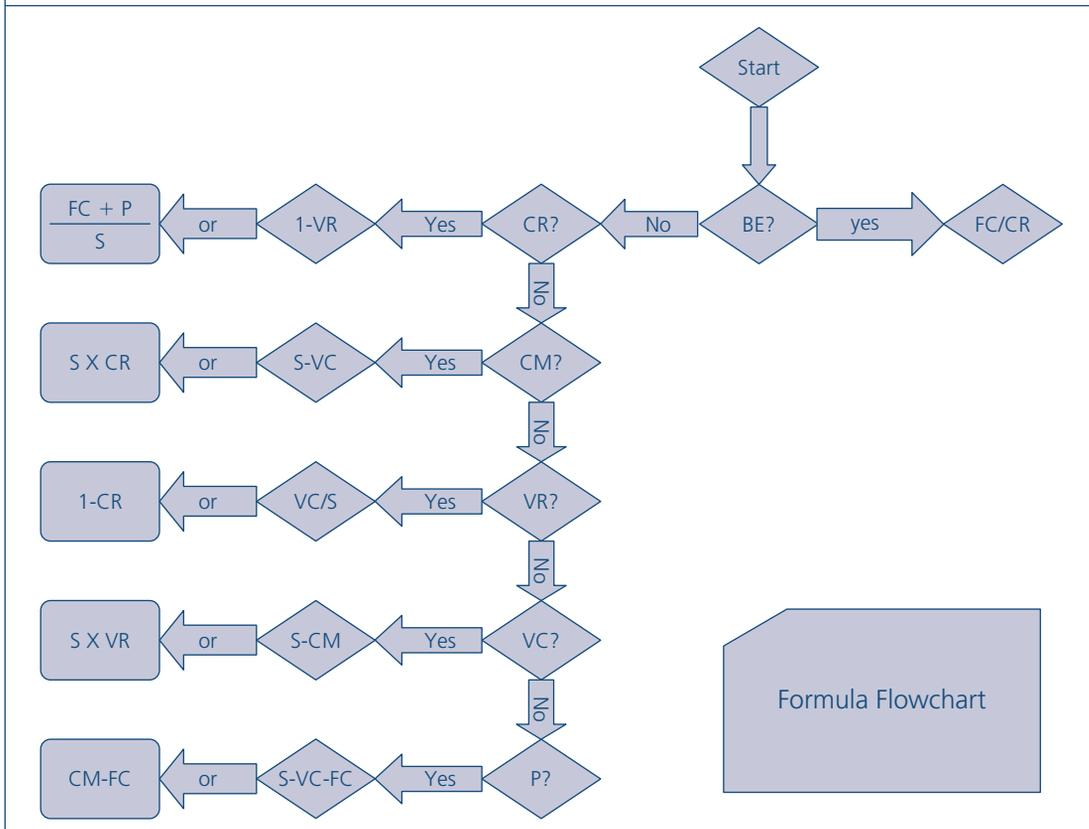 Start
FC + P
S
or
1-VR
Yes
CR?
No
BE?
yes
FC/CR
No
S X CR
or
S-VC
Yes
CM?
No
1-CR
or
VC/S
Yes
VR?
No
S X VR
or
S-CM
Yes
VC?
No
Formula Flowchart
CM-FC
or
S-VC-FC
Yes
P?